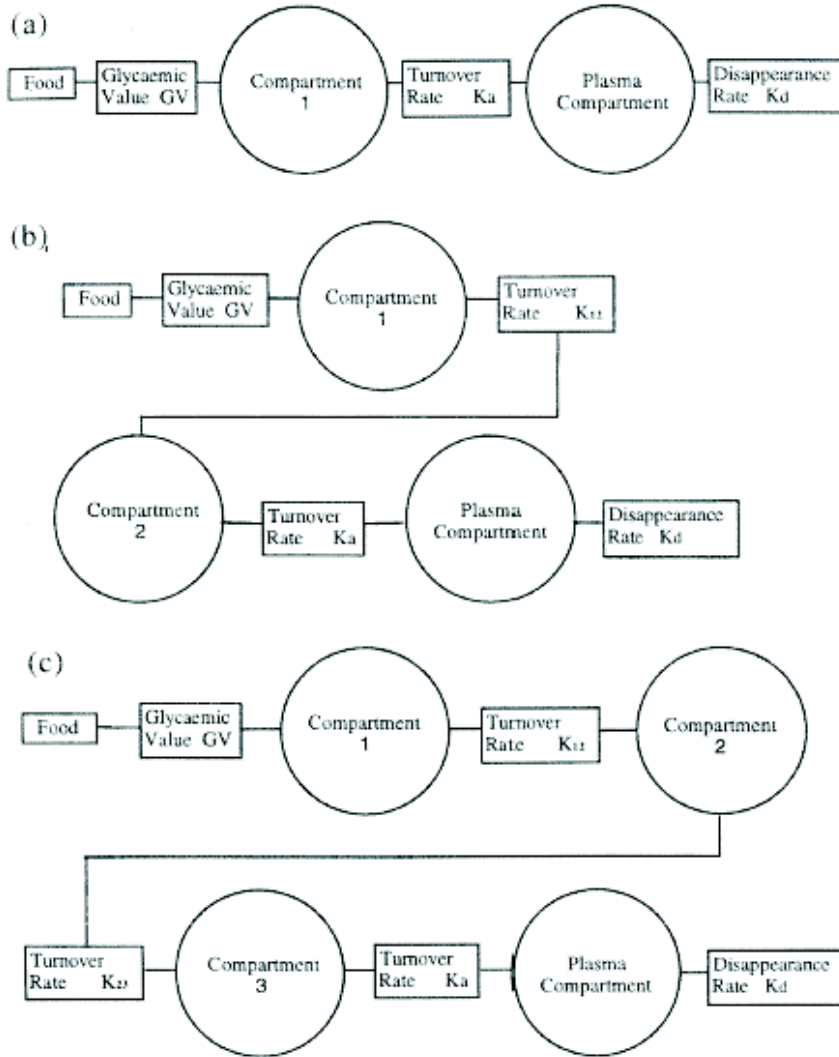 (a)
Food
Glycaemic
Value GV
Compartment
1
Turnover
Rate Ka
Plasma
Compartment
Disappearance
Rate Kd
(b)
Food
Glycaemic
Value GV
Compartment
1
Turnover
Rate K12
Compartment
2
Turnover
Rate Ka
Plasma
Compartment
Disappearance
Rate Kd
(c)
Food
Glycaemic
Value GV
Compartment
1
Turnover
Rate K12
Compartment
2
Turnover
Rate K23
Compartment
3
Turnover
Rate Ka
Plasma
Compartment
Disappearance
Rate Kd